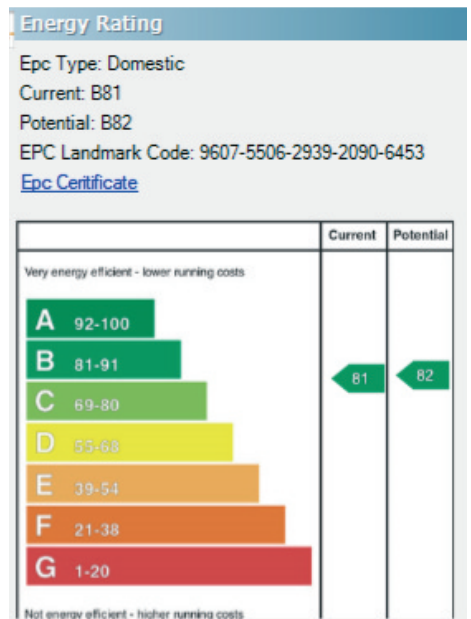 Energy Rating
Epc Type: Domestic
Current: B81
Potential: B82
EPC Landmark Code: 9607-5506-2939-2090-6453
Epc Ceritificate
Current Potential
Very energy efficient - lower running costs
A 92-100
B 81-91
81 82
C 69-80
D 55-68
E 39-54
F 21-38
G 1-20
Not energy efficient - higher running costs